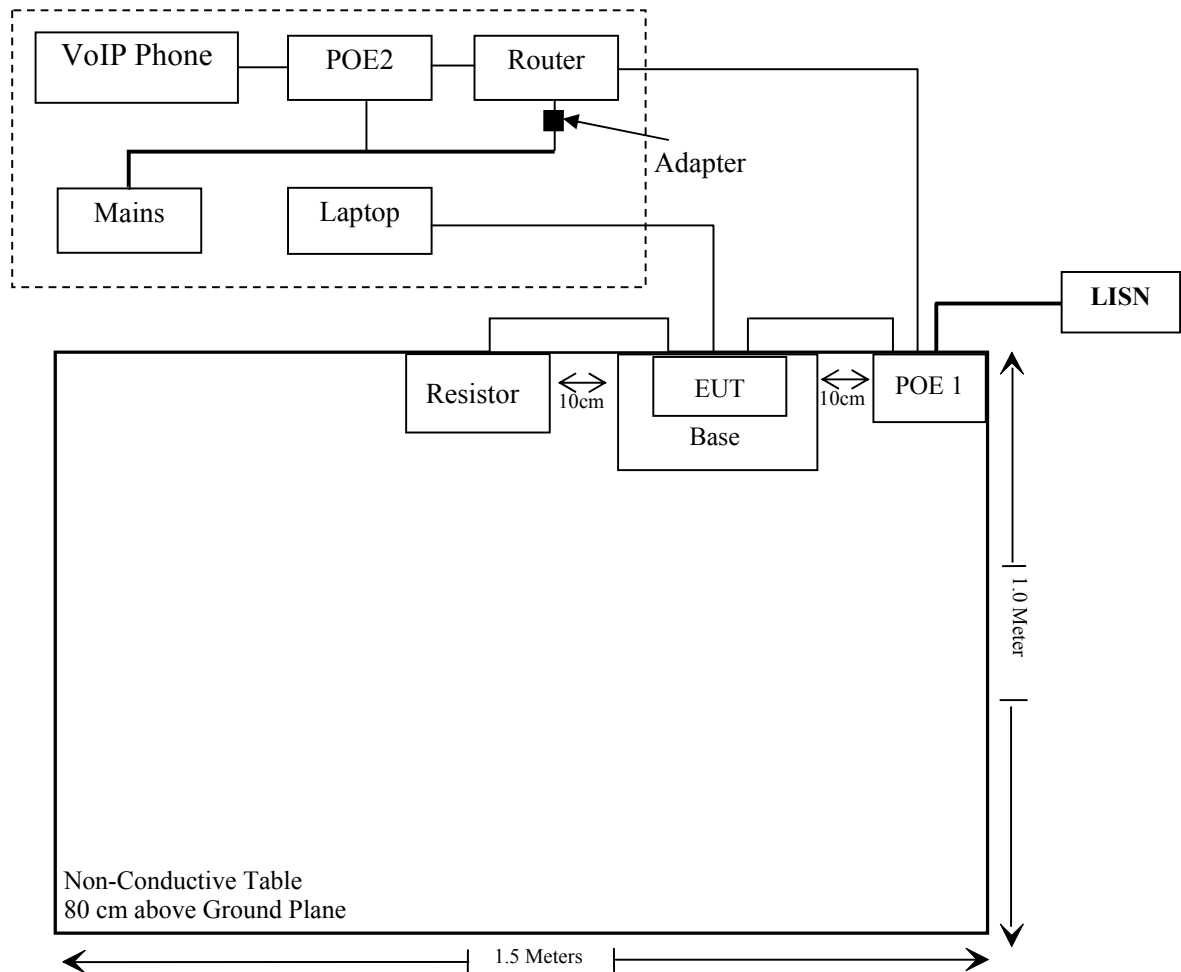 VoIP Phone
POE2
Router
Adapter
Mains
Laptop
LISN
Resistor
10cm
EUT
Base
10cm
POE 1
1.0 Meter
Non-Conductive Table
80 cm above Ground Plane
1.5 Meters